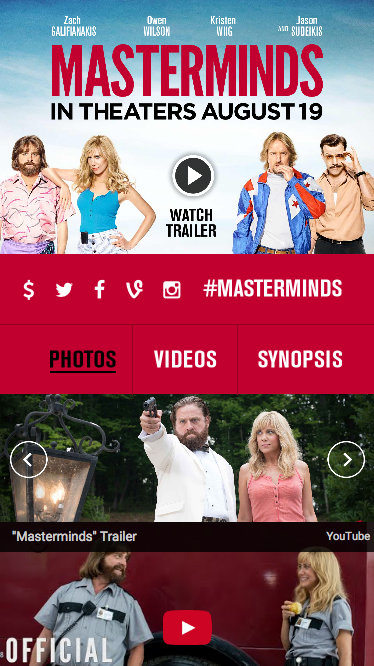 Zach GALIFIANAKIS
Owen WILSON
Kristen WIIG
AND Jason SUDEIKIS
MASTERMINDS
IN THEATERS AUGUST 19
WATCH
TRAILER
#MASTERMINDS
PHOTOS VIDEOS SYNOPSIS
"Masterminds" Trailer YouTube
OFFICIAL